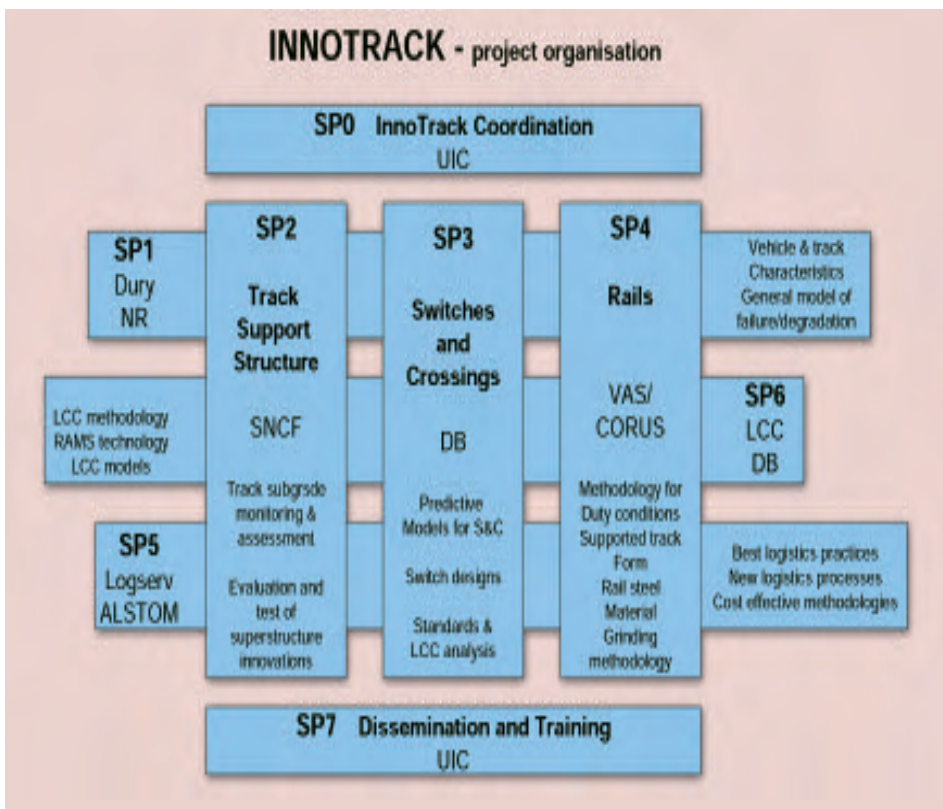 INNOTRACK - project organisation
SP0 InnoTrack Coordination
UIC
SP1
Dury
NR
SP2
Track
Support
Structure
SNCF
Track subgrsde
monitoring &
assessment
Evaluation and
test of
superstructure
innovations
SP3
Switches
and
Crossings
DB
Predictive
Models for S&C
Switch designs
Standards &
LCC analysis
SP4
Rails
VAS/
CORUS
Methodology for
Duty conditions
Supported track
Form
Rail steel
Material
Grinding
methodology
Vehicle & track
Characteristics
General model of
failure/degradation
LCC methodology
RAMS technology
LCC models
SP6
LCC
DB
SP5
Logserv
ALSTOM
Best logistics practices
New logistics processes
Cost effective methodologies
SP7 Dissemination and Training
UIC